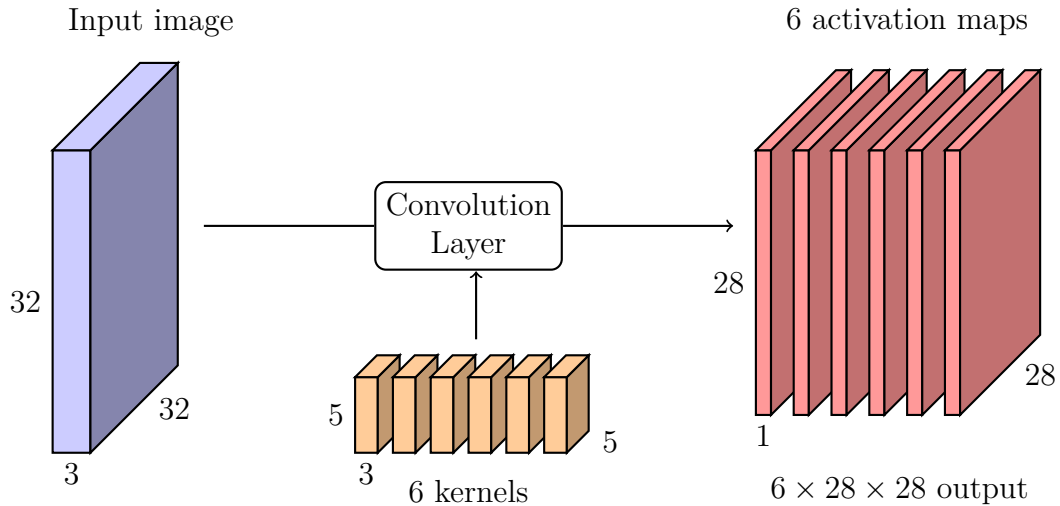 Input image
6 activation maps
Convolution
Layer
32
32
3
5
3
5
6 kernels
28
28
1
6 × 28 × 28 output